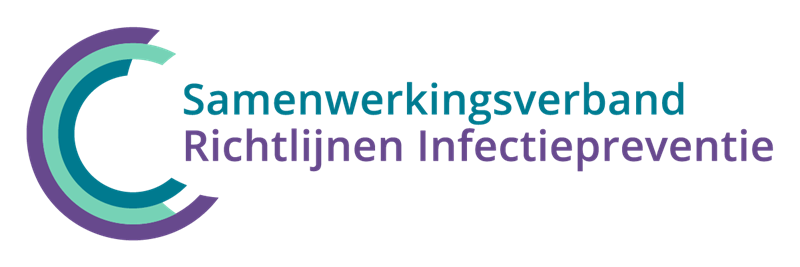 Samenwerkingsverband
Richtlijnen Infectiepreventie